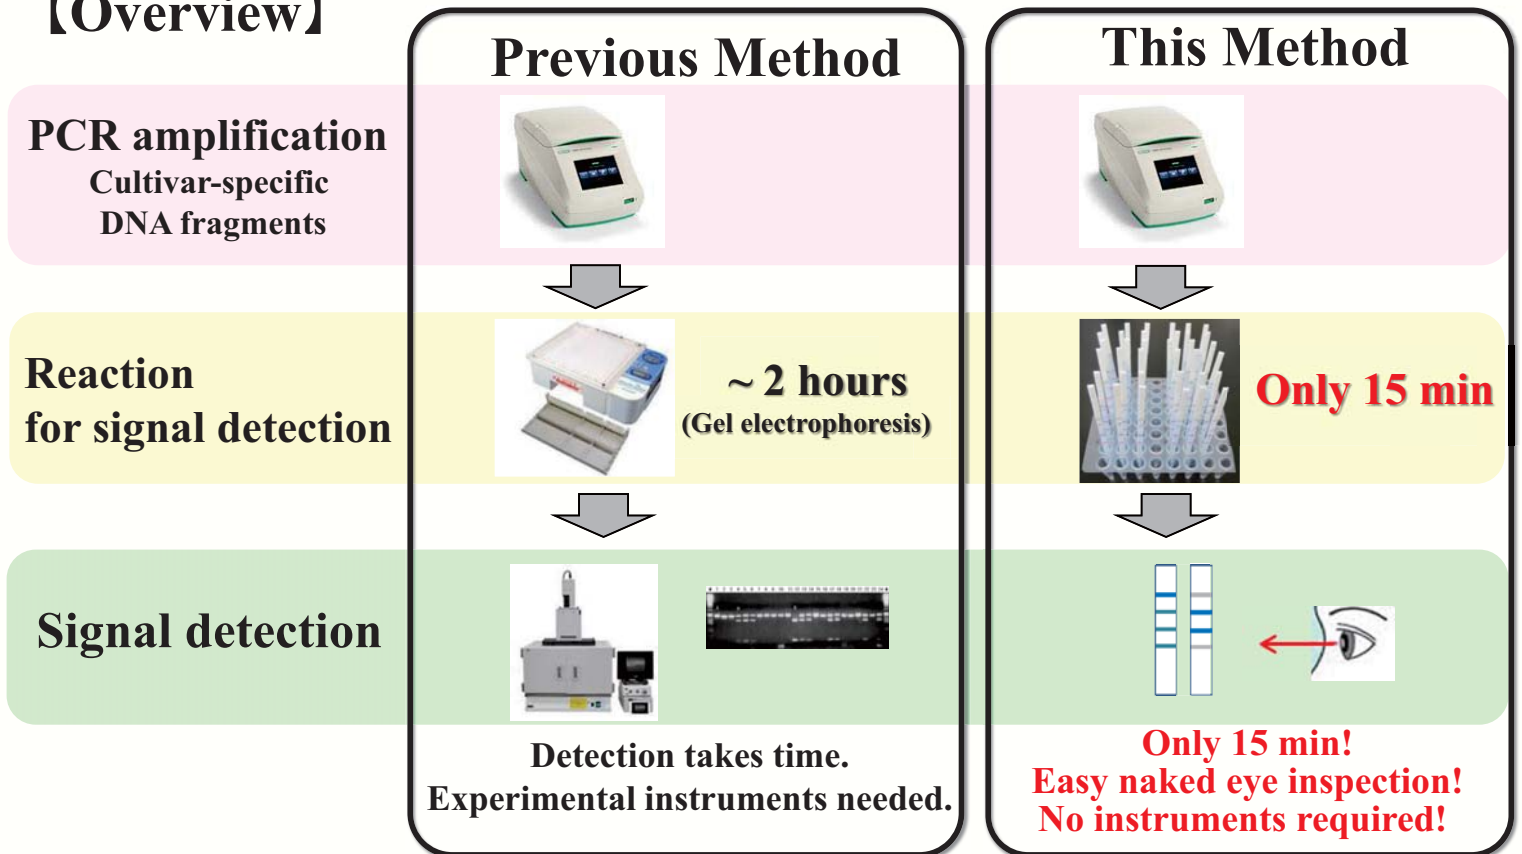 【Overview】
Previous Method
This Method
PCR amplification
Cultivar-specific
DNA fragments
Reaction
for signal detection
~ 2 hours
(Gel electrophoresis)
Only 15 min
Signal detection
Detection takes time.
Experimental instruments needed.
Only 15 min!
Easy naked eye inspection!
No instruments required!